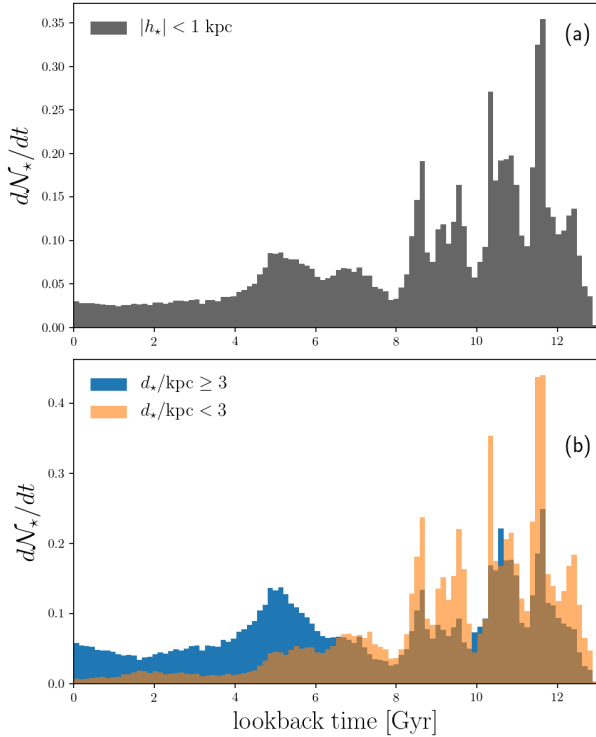 |h⋆| < 1 kpc
(a)
0.35
0.30
0.25
0.20
0.15
0.10
0.05
0.00
d𝒩⋆/dt
0 2 4 6 8 10 12
d⋆/kpc ≥ 3
d⋆/kpc < 3
(b)
0.4
0.3
0.2
0.1
0.0
d𝒩⋆/dt
0 2 4 6 8 10 12
lookback time [Gyr]